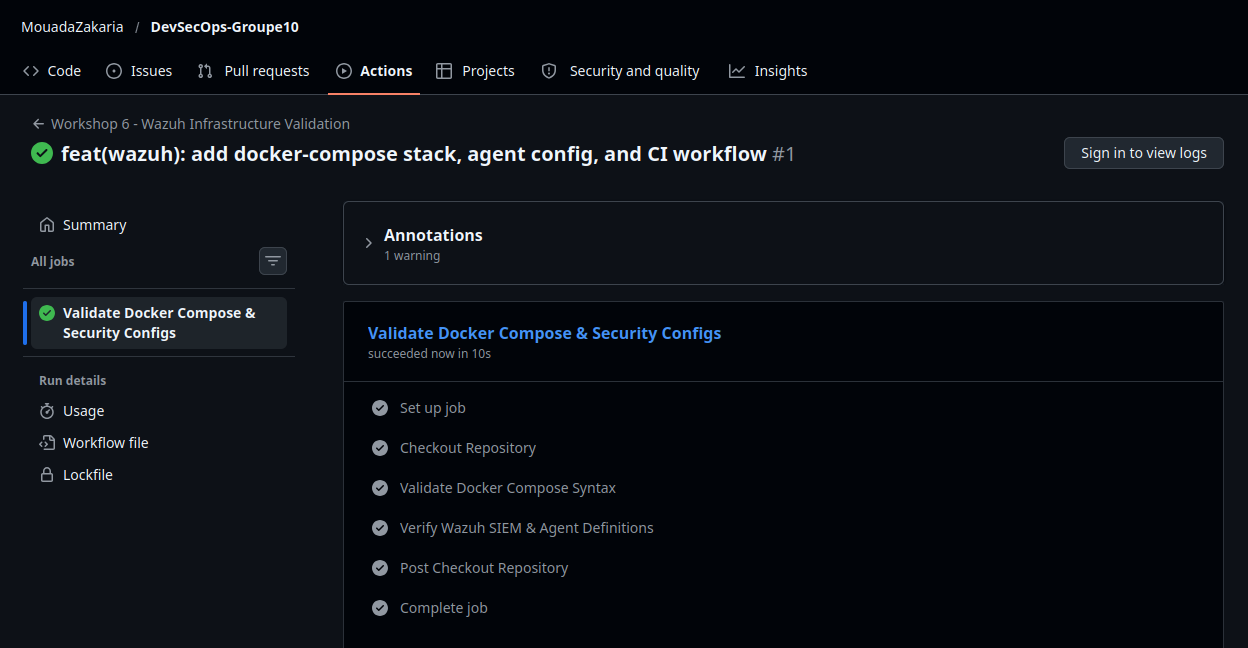 MouadaZakaria / DevSecOps-Groupe10
Code Issues Pull requests Actions Projects Security and quality Insights
Workshop 6 - Wazuh Infrastructure Validation
feat(wazuh): add docker-compose stack, agent config, and CI workflow #1
Sign in to view logs
Summary
All jobs
Validate Docker Compose &
Security Configs
Run details
Usage
Workflow file
Lockfile
Annotations
1 warning
Validate Docker Compose & Security Configs
succeeded now in 10s
Set up job
Checkout Repository
Validate Docker Compose Syntax
Verify Wazuh SIEM & Agent Definitions
Post Checkout Repository
Complete job